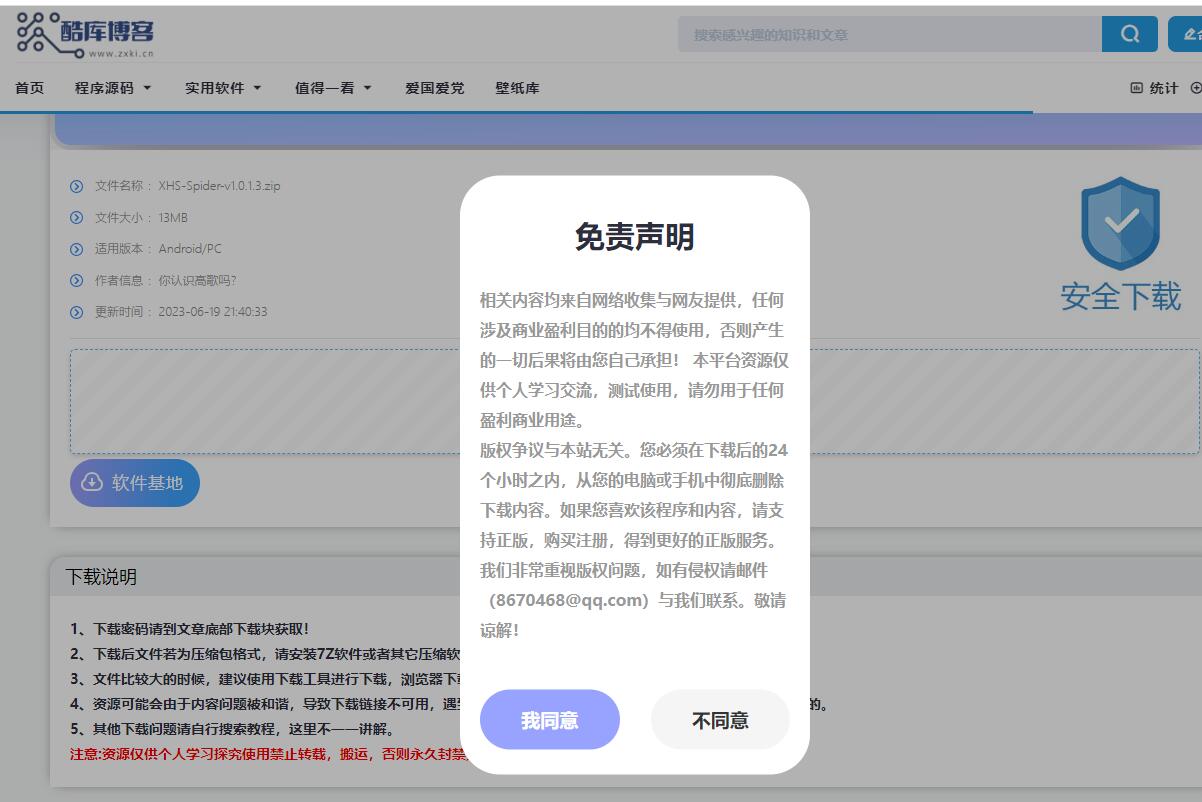 酷库博客
www.zxki.cn
搜索感兴趣的知识和文章
首页 程序源码 实用软件 值得一看 爱国爱党 壁纸库 统计
文件名称： XHS-Spider-v1.0.1.3.zip
文件大小： 13MB
适用版本： Android/PC
作者信息： 你认识高歌吗？
更新时间： 2023-06-19 21:40:33
安全下载
软件基地
免责声明
相关内容均来自网络收集与网友提供，任何
涉及商业盈利目的的均不得使用，否则产生
的一切后果将由您自己承担！ 本平台资源仅
供个人学习交流，测试使用，请勿用于任何
盈利商业用途。
版权争议与本站无关。您必须在下载后的24
个小时之内，从您的电脑或手机中彻底删除
下载内容。如果您喜欢该程序和内容，请支
持正版，购买注册，得到更好的正版服务。
我们非常重视版权问题，如有侵权请邮件
（8670468@qq.com）与我们联系。敬请
谅解！
我同意 不同意
下载说明
1、下载密码请到文章底部下载块获取！
2、下载后文件若为压缩包格式，请安装7Z软件或者其它压缩软
3、文件比较大的时候，建议使用下载工具进行下载，浏览器下
4、资源可能会由于内容问题被和谐，导致下载链接不可用，遇 的。
5、其他下载问题请自行搜索教程，这里不一一讲解。
注意:资源仅供个人学习探究使用禁止转载，搬运，否则永久封禁